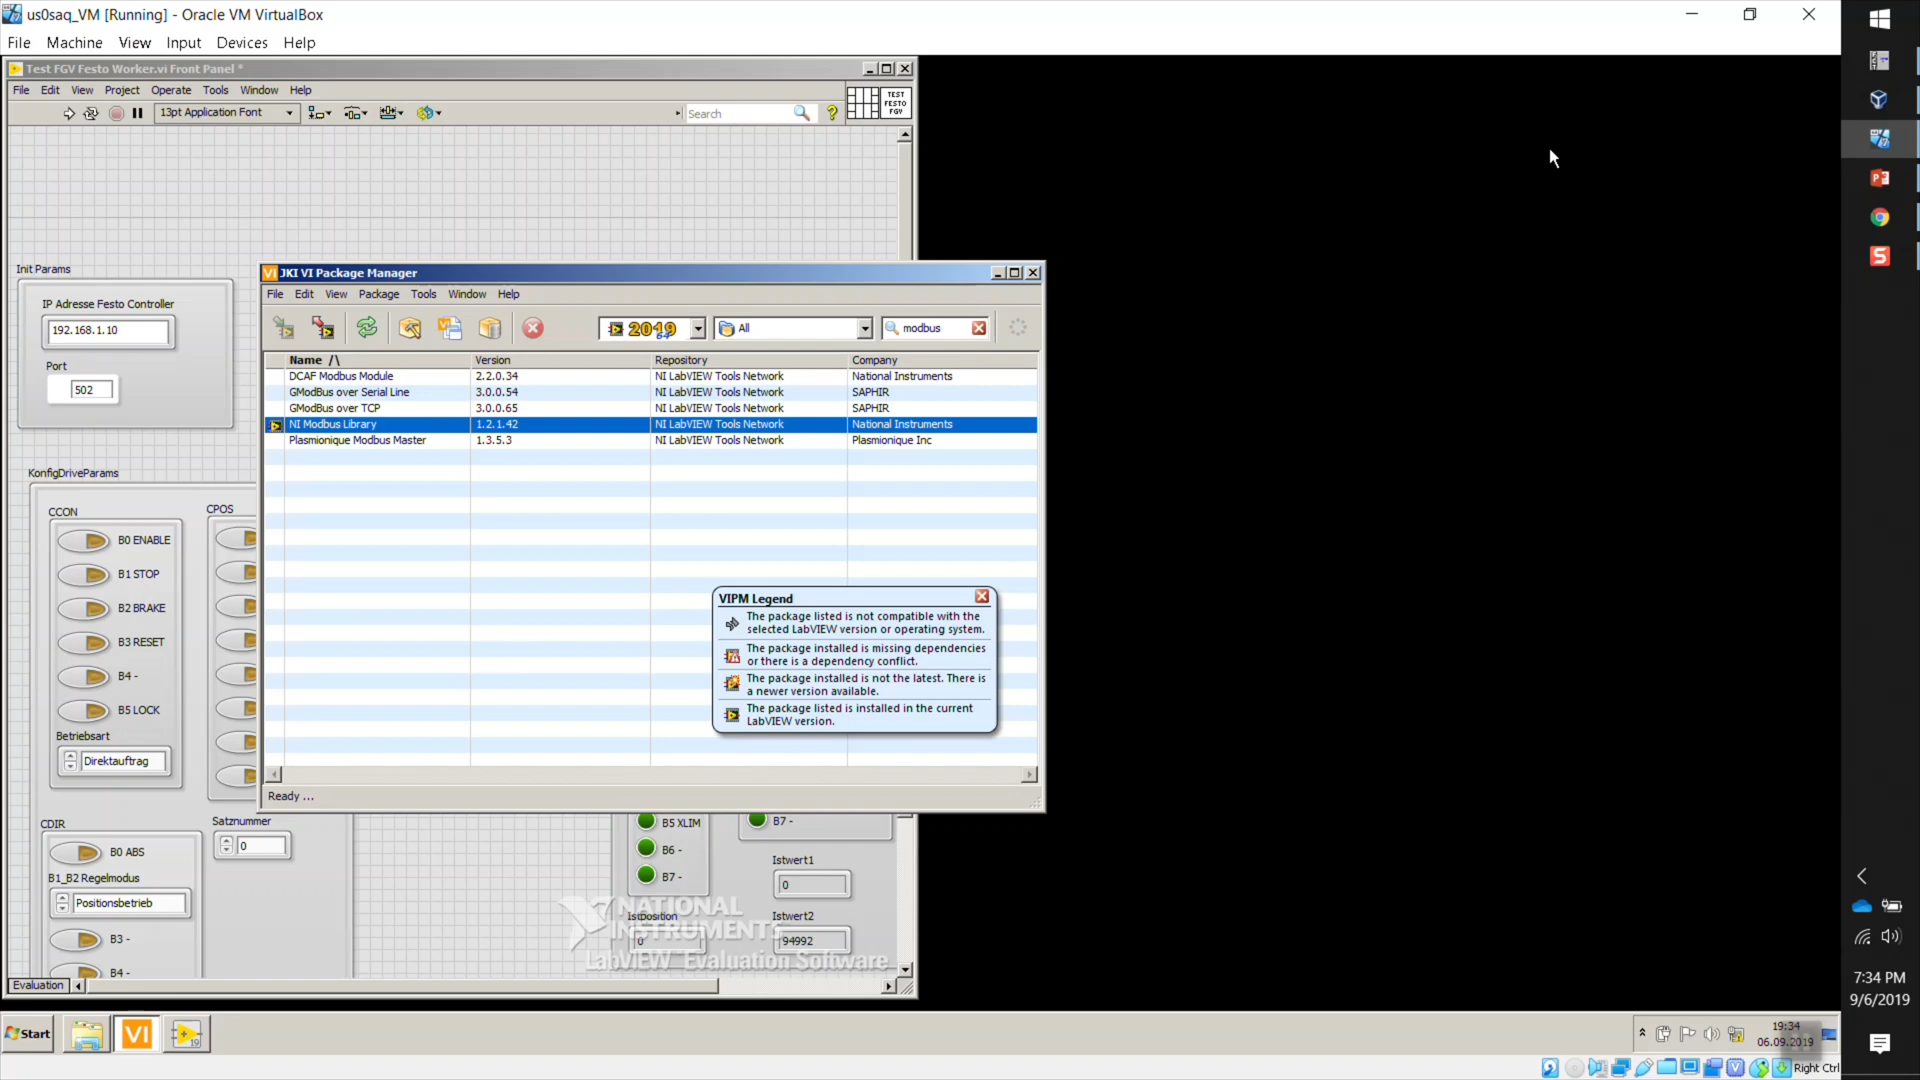 us0saq_VM [Running] - Oracle VM VirtualBox
File Machine View Input Devices Help
Test FGV Festo Worker.vi Front Panel *
File Edit View Project Operate Tools Window Help
13pt Application Font
Search
TEST
FESTO
FGV
Init Params
IP Adresse Festo Controller
192.168.1.10
Port
502
KonfigDriveParams
CCON
CPOS
B0 ENABLE
B1 STOP
B2 BRAKE
B3 RESET
B4 -
B5 LOCK
Betriebsart
Direktauftrag
CDIR
Satznummer
0
B0 ABS
B1_B2 Regelmodus
Positionsbetrieb
B3 -
B4 -
JKI VI Package Manager
File Edit View Package Tools Window Help
2019
64
All
modbus
Name /\ Version Repository Company
DCAF Modbus Module 2.2.0.34 NI LabVIEW Tools Network National Instruments
GModBus over Serial Line 3.0.0.54 NI LabVIEW Tools Network SAPHIR
GModBus over TCP 3.0.0.65 NI LabVIEW Tools Network SAPHIR
NI Modbus Library 1.2.1.42 NI LabVIEW Tools Network National Instruments
Plasmionique Modbus Master 1.3.5.3 NI LabVIEW Tools Network Plasmionique Inc
VIPM Legend
The package listed is not compatible with the
selected LabVIEW version or operating system.
The package installed is missing dependencies
or there is a dependency conflict.
The package installed is not the latest. There is
a newer version available.
The package listed is installed in the current
LabVIEW version.
Ready ...
B5 XLIM
B6 -
B7 -
B7 -
Istwert1
0
Istposition
0
Istwert2
94992
NATIONAL
INSTRUMENTS
LabVIEW Evaluation Software
Evaluation
Start
VI
19
19:34
06.09.2019
Right Ctrl
7:34 PM
9/6/2019